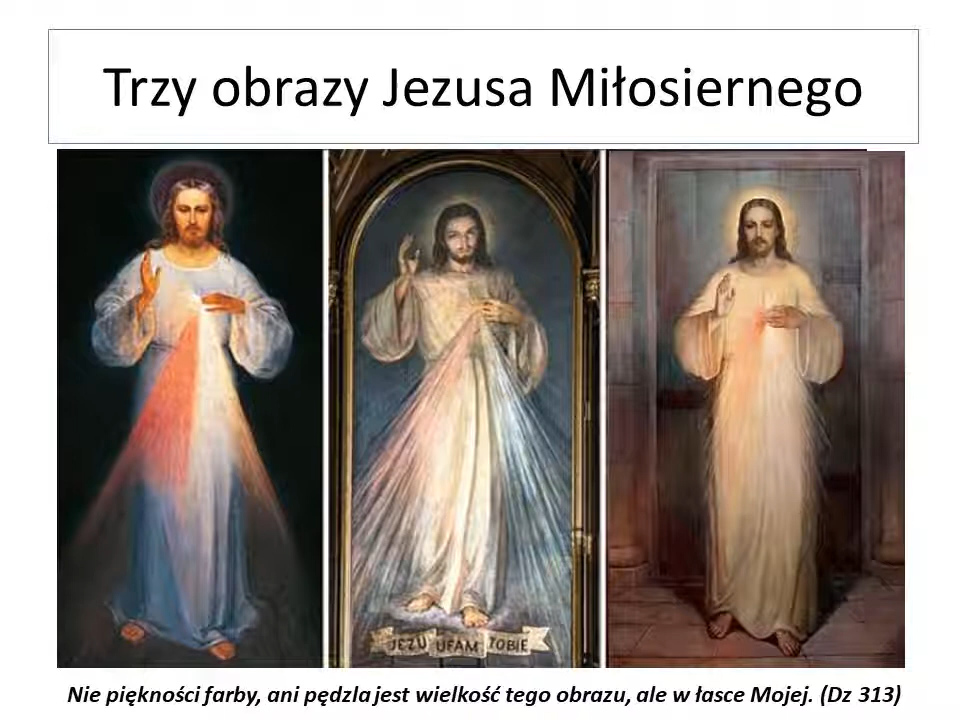 Trzy obrazy Jezusa Miłosiernego
JEZU UFAM TOBIE
Nie piękności farby, ani pędzla jest wielkość tego obrazu, ale w łasce Mojej. (Dz 313)